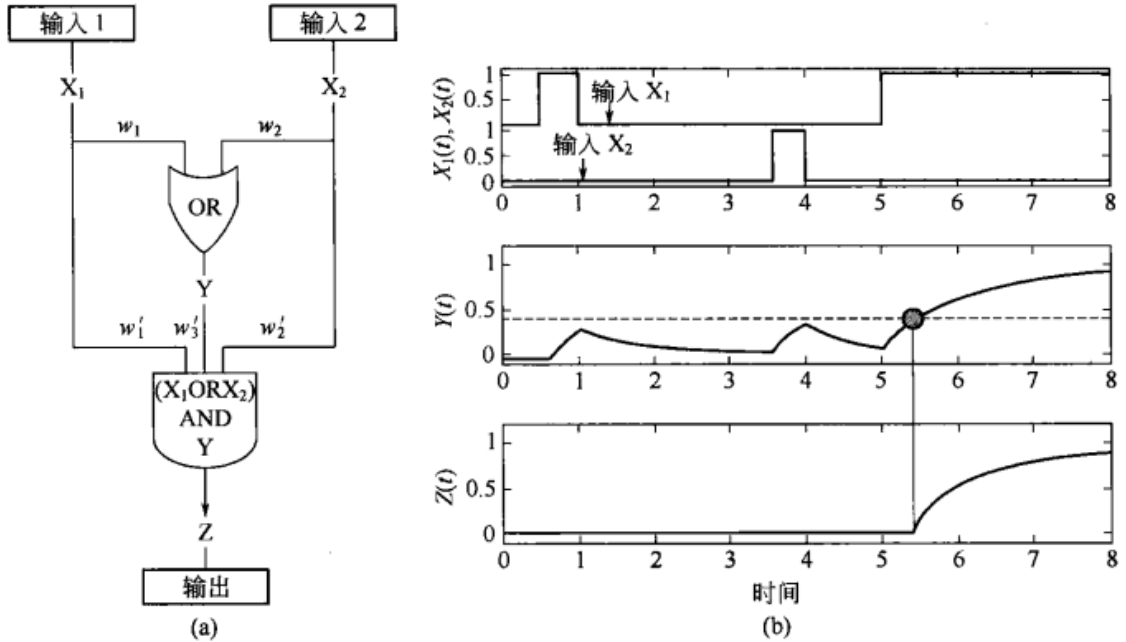 输入 1
输入 2
X₁
X₂
w₁
w₂
OR
Y
w₁′
w₃′
w₂′
(X₁ORX₂)
AND
Y
Z
输出
(a)
X₁(t), X₂(t)
1
0.5
1
0.5
0
输入 X₁
输入 X₂
0 1 2 3 4 5 6 7 8
Y(t)
1
0.5
0
0 1 2 3 4 5 6 7 8
Z(t)
1
0.5
0
0 1 2 3 4 5 6 7 8
时间
(b)